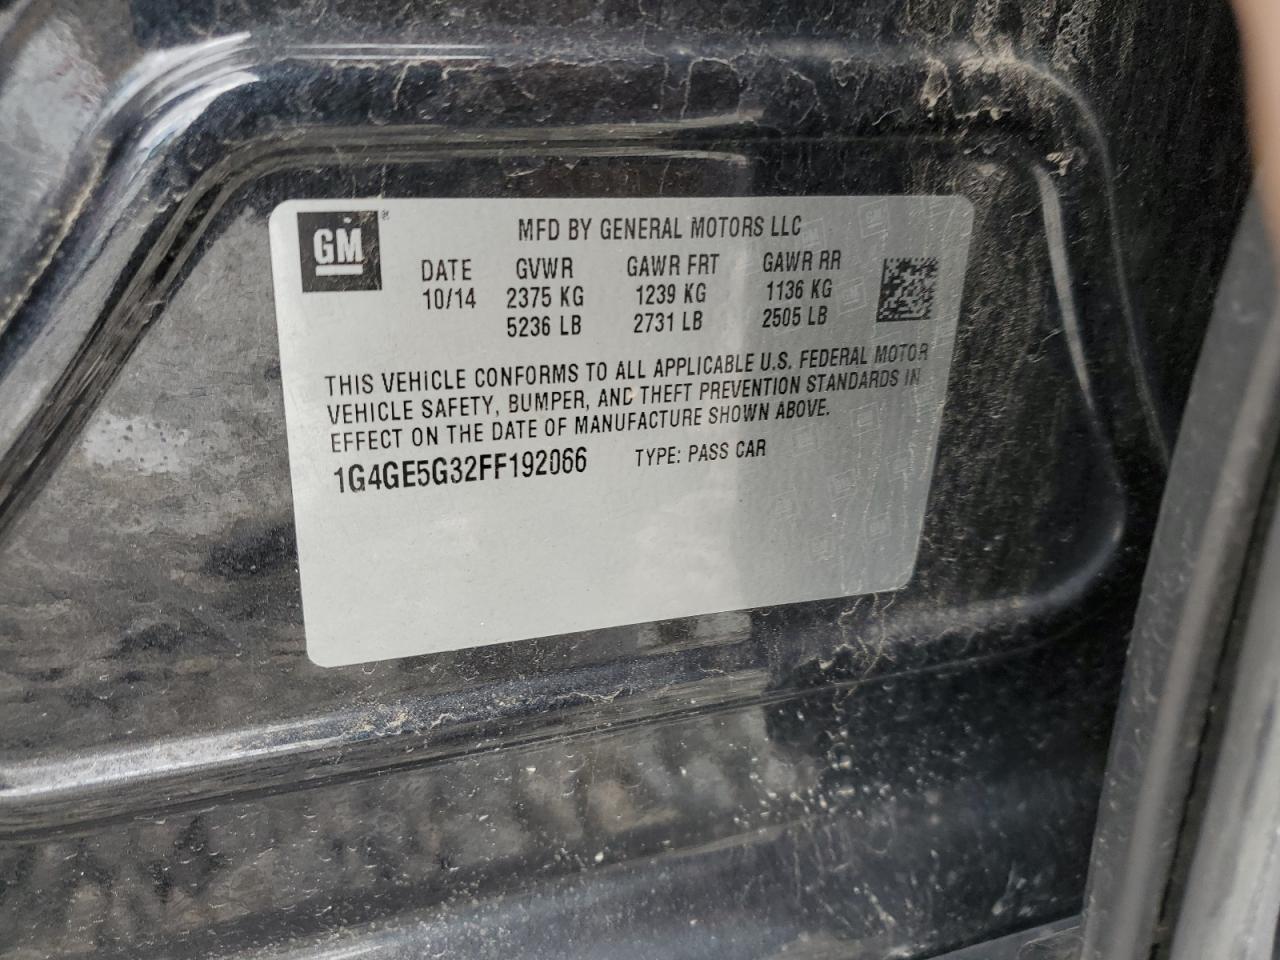 GM
MFD BY GENERAL MOTORS LLC
DATE GVWR GAWR FRT GAWR RR
10/14 2375 KG 1239 KG 1136 KG
5236 LB 2731 LB 2505 LB
THIS VEHICLE CONFORMS TO ALL APPLICABLE U.S. FEDERAL MOTOR
VEHICLE SAFETY, BUMPER, AND THEFT PREVENTION STANDARDS IN
EFFECT ON THE DATE OF MANUFACTURE SHOWN ABOVE.
1G4GE5G32FF192066 TYPE: PASS CAR